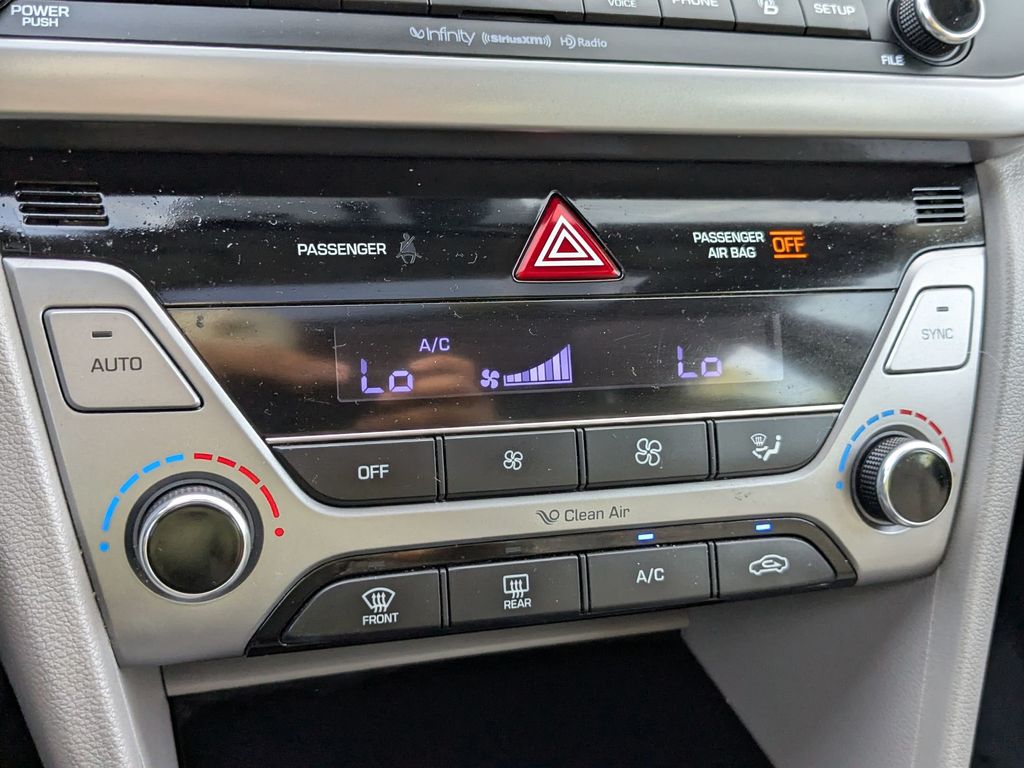 POWER
PUSH
VOICE
PHONE
SETUP
infinity ((SiriusXM)) HD Radio
FILE
PASSENGER
PASSENGER
AIR BAG
OFF
AUTO
A/C
Lo
Lo
SYNC
OFF
Clean Air
FRONT
REAR
A/C